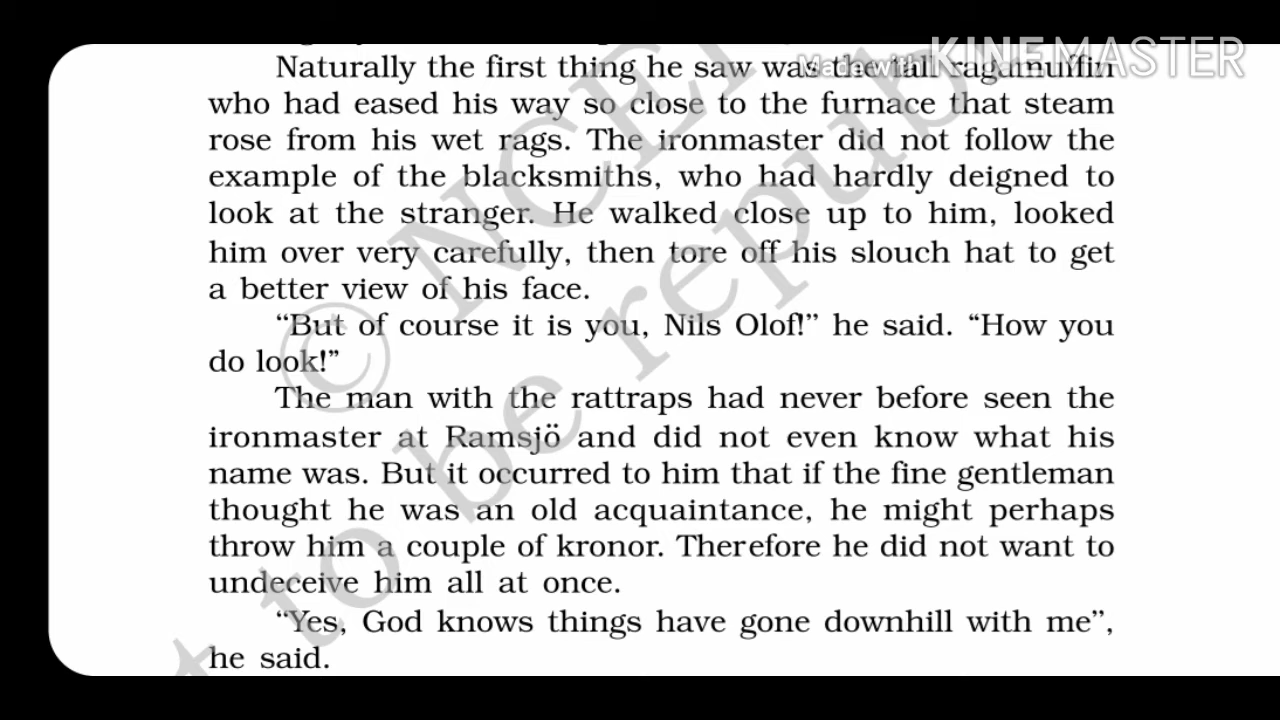 Made with KINEMASTER
Naturally the first thing he saw was the tall ragamuffin
who had eased his way so close to the furnace that steam
rose from his wet rags. The ironmaster did not follow the
example of the blacksmiths, who had hardly deigned to
look at the stranger. He walked close up to him, looked
him over very carefully, then tore off his slouch hat to get
a better view of his face.
“But of course it is you, Nils Olof!” he said. “How you
do look!”
The man with the rattraps had never before seen the
ironmaster at Ramsjö and did not even know what his
name was. But it occurred to him that if the fine gentleman
thought he was an old acquaintance, he might perhaps
throw him a couple of kronor. Therefore he did not want to
undeceive him all at once.
“Yes, God knows things have gone downhill with me”,
he said.
© NCE
to be repub